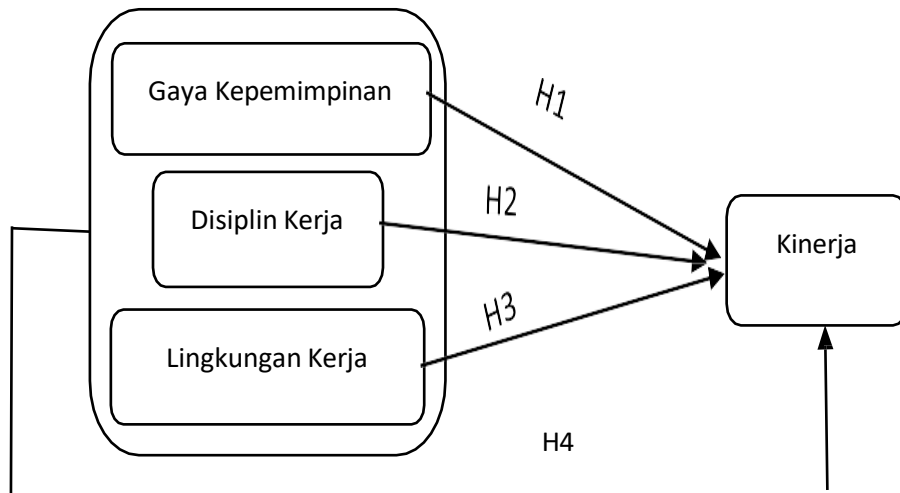 Gaya Kepemimpinan
H1
Disiplin Kerja
H2
Kinerja
Lingkungan Kerja
H3
H4